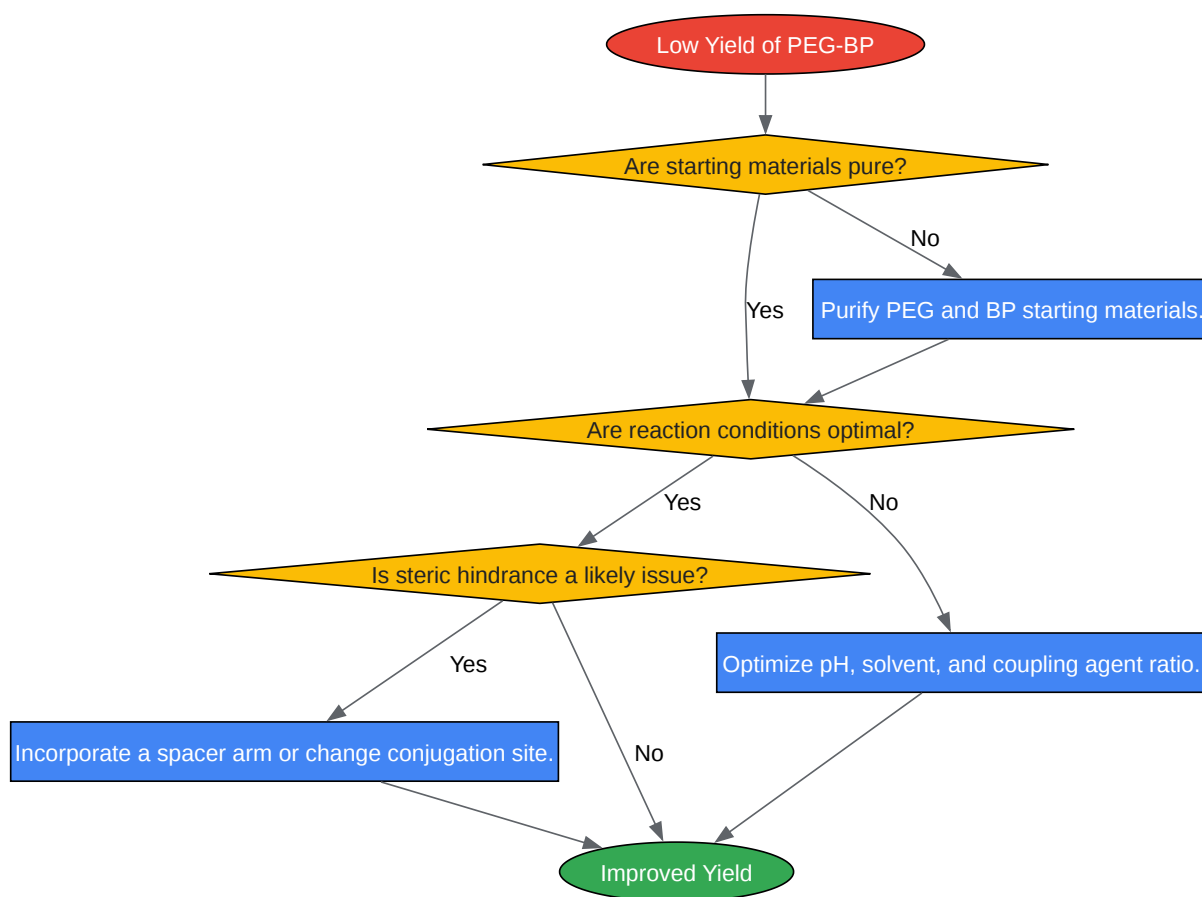 Low Yield of PEG-BP
Are starting materials pure?
No
Yes
Purify PEG and BP starting materials.
Are reaction conditions optimal?
Yes
No
Is steric hindrance a likely issue?
Yes
Optimize pH, solvent, and coupling agent ratio.
Incorporate a spacer arm or change conjugation site.
No
Improved Yield